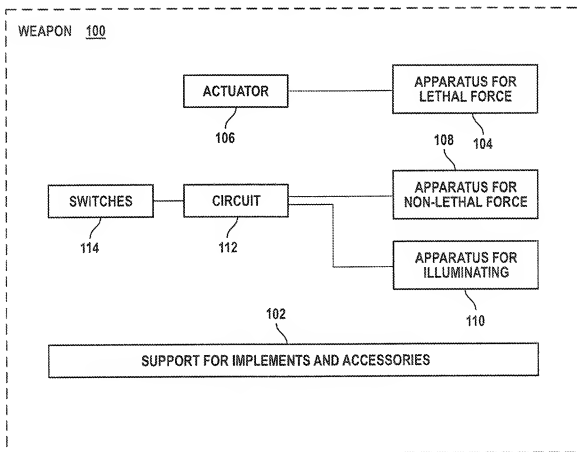 WEAPON 100
ACTUATOR
106
APPARATUS FOR
LETHAL FORCE
104
108
SWITCHES
114
CIRCUIT
112
APPARATUS FOR
NON-LETHAL FORCE
APPARATUS FOR
ILLUMINATING
110
102
SUPPORT FOR IMPLEMENTS AND ACCESSORIES